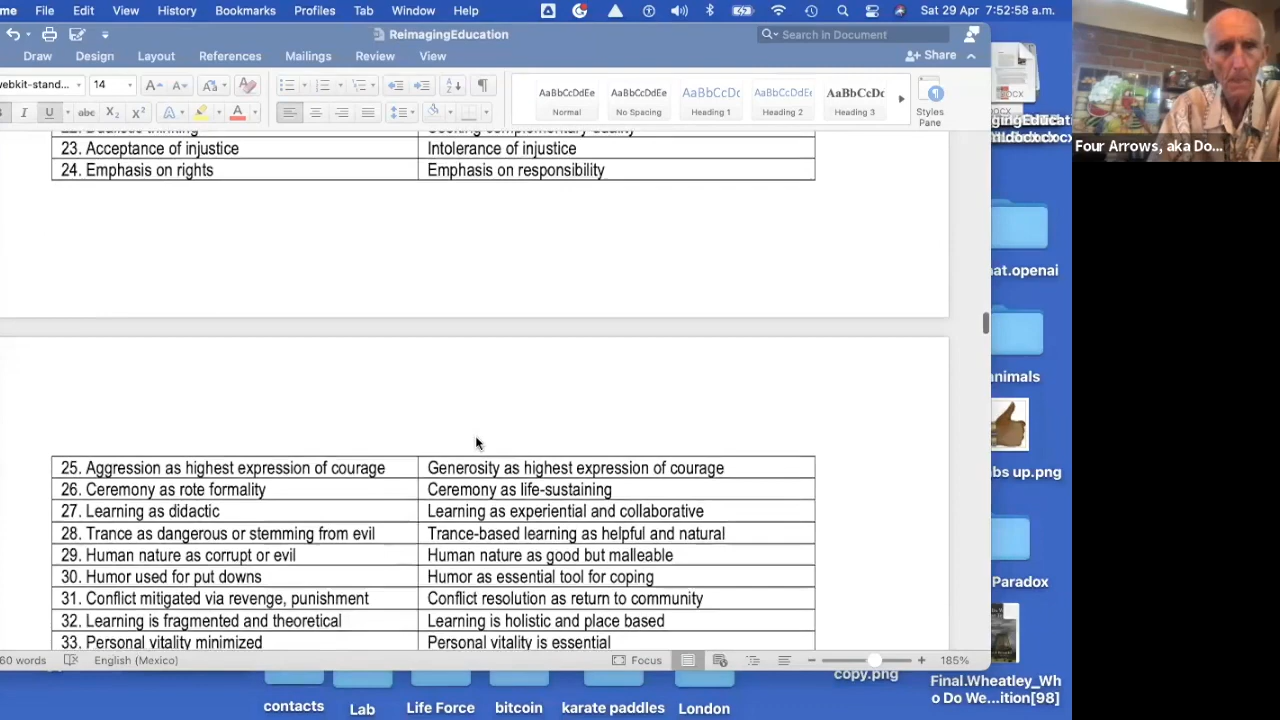 me File Edit View History Bookmarks Profiles Tab Window Help Sat 29 Apr 7:52:58 a.m.
ReimagingEducation Search in Document
Draw Design Layout References Mailings Review View Share
webkit-stand... 14
AaBbCcDdEe AaBbCcDdEe AaBbCcDc AaBbCcDdEe AaBbCcDc
Normal No Spacing Heading 1 Heading 2 Heading 3 Styles Pane
Four Arrows, aka Do...
23. Acceptance of injustice Intolerance of injustice
24. Emphasis on rights Emphasis on responsibility
25. Aggression as highest expression of courage Generosity as highest expression of courage
26. Ceremony as rote formality Ceremony as life-sustaining
27. Learning as didactic Learning as experiential and collaborative
28. Trance as dangerous or stemming from evil Trance-based learning as helpful and natural
29. Human nature as corrupt or evil Human nature as good but malleable
30. Humor used for put downs Humor as essential tool for coping
31. Conflict mitigated via revenge, punishment Conflict resolution as return to community
32. Learning is fragmented and theoretical Learning is holistic and place based
33. Personal vitality minimized Personal vitality is essential
60 words English (Mexico) Focus 185%
hat.openai
animals
bs up.png
Paradox
Final.Wheatley_Wh
o Do We...ition[98]
copy.png
contacts Lab Life Force bitcoin karate paddles London